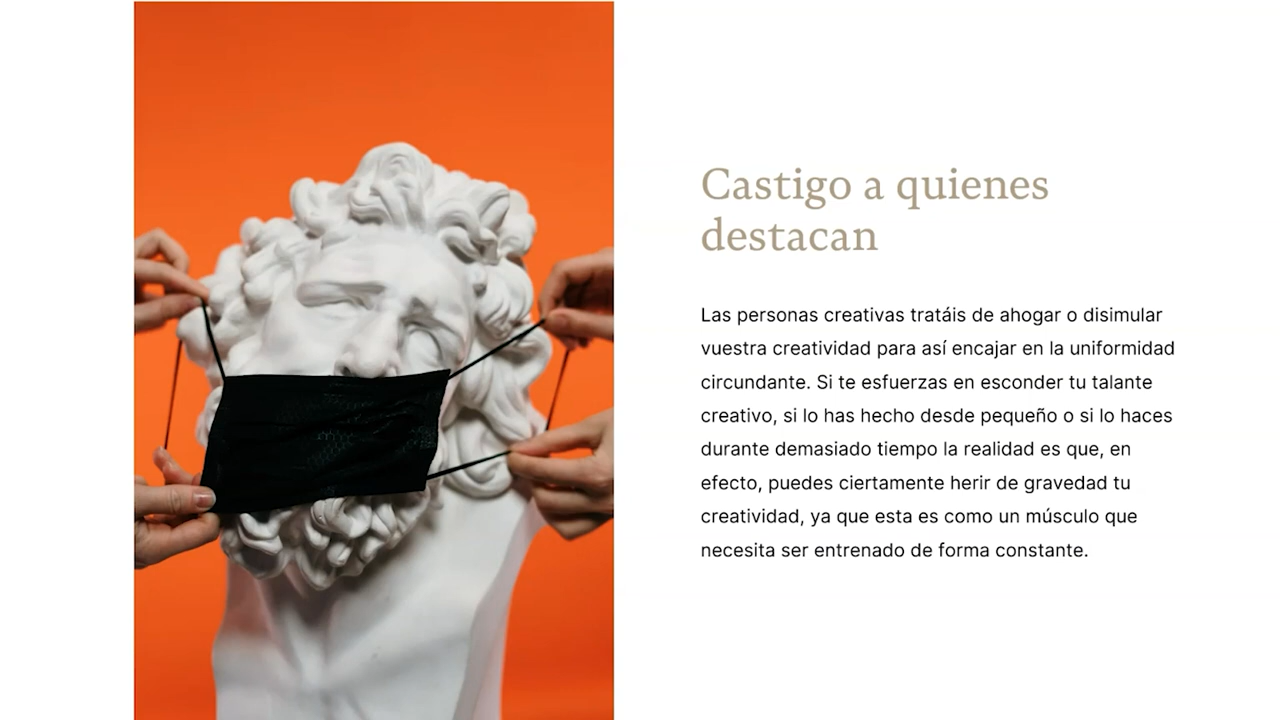 Castigo a quienes
destacan
Las personas creativas tratáis de ahogar o disimular
vuestra creatividad para así encajar en la uniformidad
circundante. Si te esfuerzas en esconder tu talante
creativo, si lo has hecho desde pequeño o si lo haces
durante demasiado tiempo la realidad es que, en
efecto, puedes ciertamente herir de gravedad tu
creatividad, ya que esta es como un músculo que
necesita ser entrenado de forma constante.